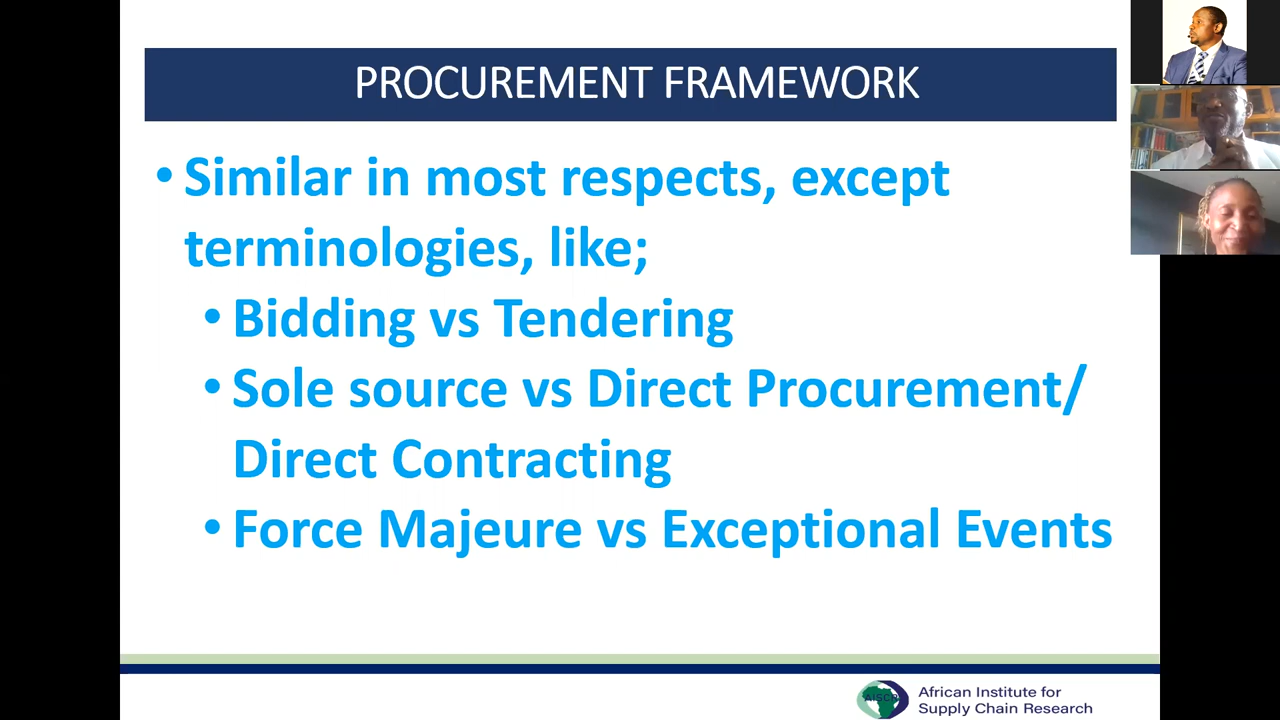 PROCUREMENT FRAMEWORK
• Similar in most respects, except
terminologies, like;
• Bidding vs Tendering
• Sole source vs Direct Procurement/
Direct Contracting
• Force Majeure vs Exceptional Events
AISCR
African Institute for
Supply Chain Research